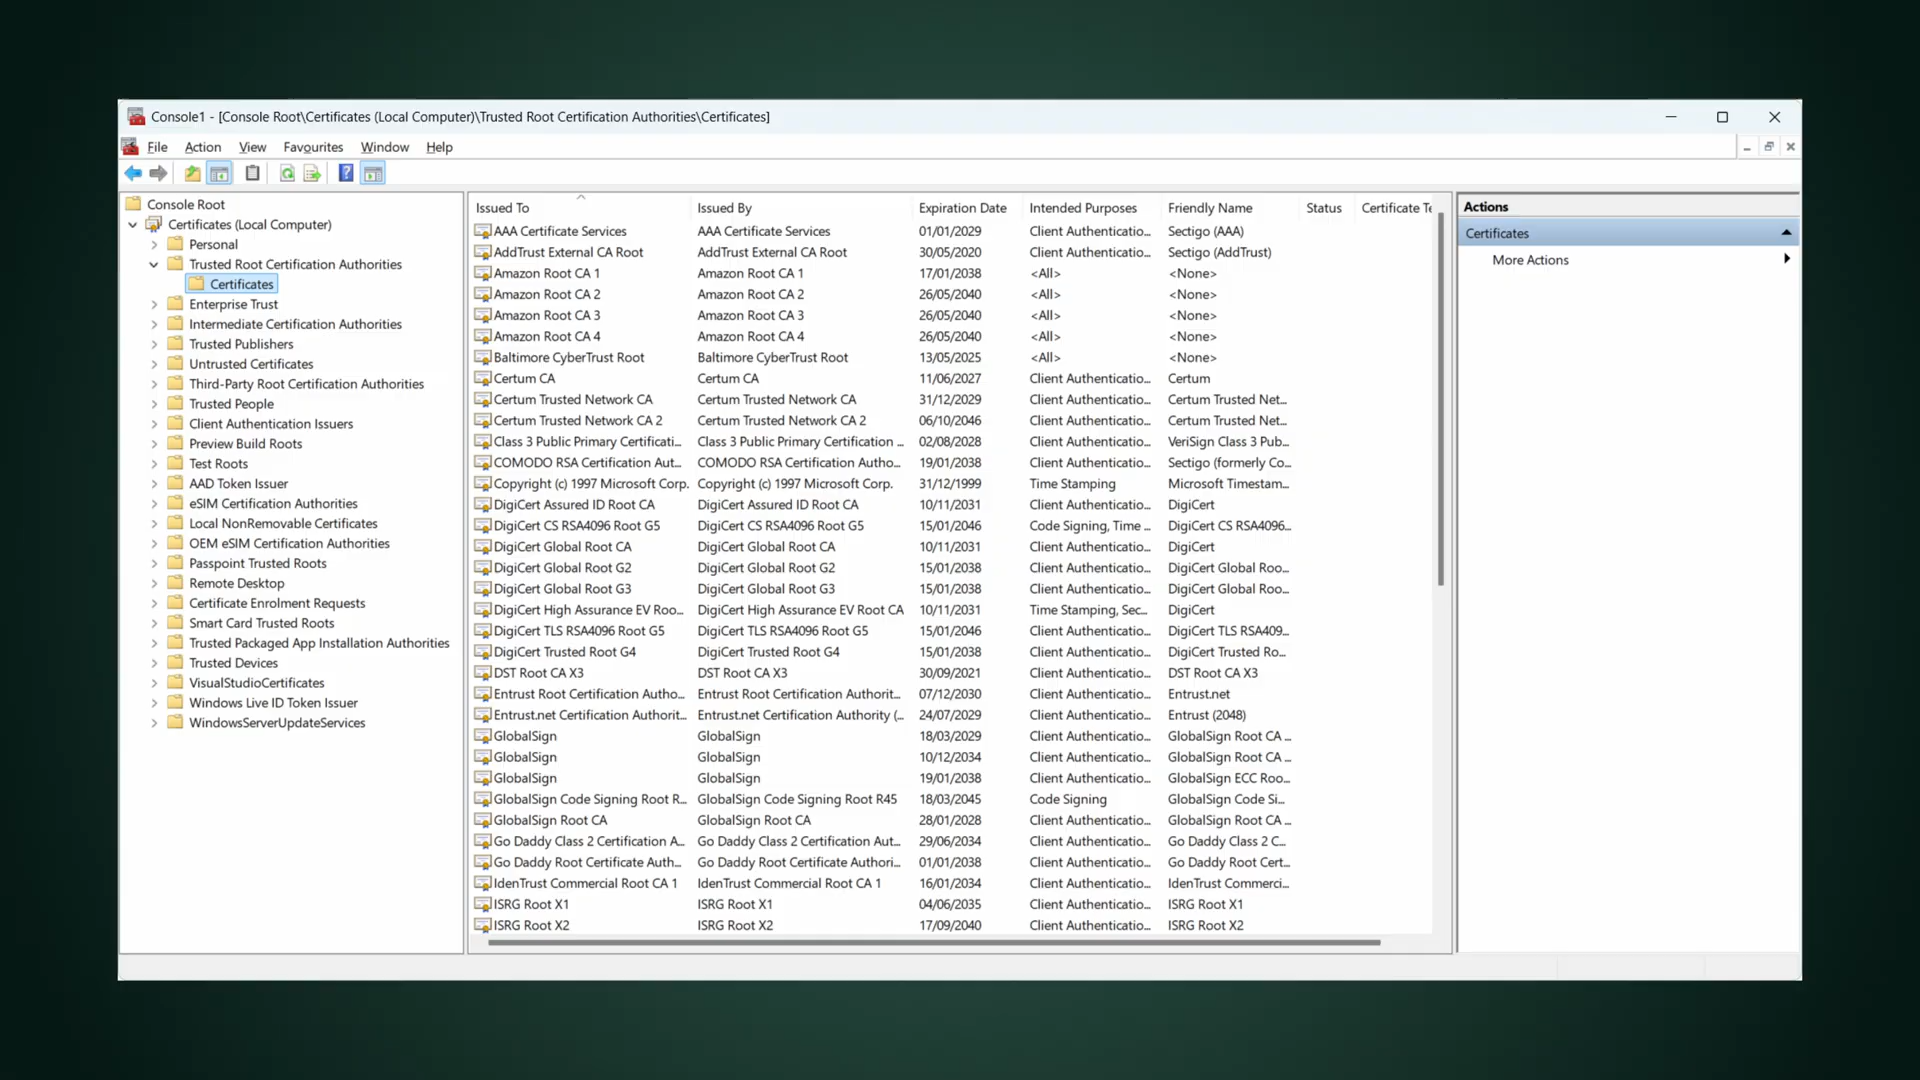 Console1 - [Console Root\Certificates (Local Computer)\Trusted Root Certification Authorities\Certificates]
File Action View Favourites Window Help
Console Root
Certificates (Local Computer)
Personal
Trusted Root Certification Authorities
Certificates
Enterprise Trust
Intermediate Certification Authorities
Trusted Publishers
Untrusted Certificates
Third-Party Root Certification Authorities
Trusted People
Client Authentication Issuers
Preview Build Roots
Test Roots
AAD Token Issuer
eSIM Certification Authorities
Local NonRemovable Certificates
OEM eSIM Certification Authorities
Passpoint Trusted Roots
Remote Desktop
Certificate Enrolment Requests
Smart Card Trusted Roots
Trusted Packaged App Installation Authorities
Trusted Devices
VisualStudioCertificates
Windows Live ID Token Issuer
WindowsServerUpdateServices
Issued To Issued By Expiration Date Intended Purposes Friendly Name Status Certificate Te
AAA Certificate Services AAA Certificate Services 01/01/2029 Client Authenticatio... Sectigo (AAA)
AddTrust External CA Root AddTrust External CA Root 30/05/2020 Client Authenticatio... Sectigo (AddTrust)
Amazon Root CA 1 Amazon Root CA 1 17/01/2038 <All> <None>
Amazon Root CA 2 Amazon Root CA 2 26/05/2040 <All> <None>
Amazon Root CA 3 Amazon Root CA 3 26/05/2040 <All> <None>
Amazon Root CA 4 Amazon Root CA 4 26/05/2040 <All> <None>
Baltimore CyberTrust Root Baltimore CyberTrust Root 13/05/2025 <All> <None>
Certum CA Certum CA 11/06/2027 Client Authenticatio... Certum
Certum Trusted Network CA Certum Trusted Network CA 31/12/2029 Client Authenticatio... Certum Trusted Net...
Certum Trusted Network CA 2 Certum Trusted Network CA 2 06/10/2046 Client Authenticatio... Certum Trusted Net...
Class 3 Public Primary Certificati... Class 3 Public Primary Certification ... 02/08/2028 Client Authenticatio... VeriSign Class 3 Pub...
COMODO RSA Certification Aut... COMODO RSA Certification Autho... 19/01/2038 Client Authenticatio... Sectigo (formerly Co...
Copyright (c) 1997 Microsoft Corp. Copyright (c) 1997 Microsoft Corp. 31/12/1999 Time Stamping Microsoft Timestam...
DigiCert Assured ID Root CA DigiCert Assured ID Root CA 10/11/2031 Client Authenticatio... DigiCert
DigiCert CS RSA4096 Root G5 DigiCert CS RSA4096 Root G5 15/01/2046 Code Signing, Time ... DigiCert CS RSA4096...
DigiCert Global Root CA DigiCert Global Root CA 10/11/2031 Client Authenticatio... DigiCert
DigiCert Global Root G2 DigiCert Global Root G2 15/01/2038 Client Authenticatio... DigiCert Global Roo...
DigiCert Global Root G3 DigiCert Global Root G3 15/01/2038 Client Authenticatio... DigiCert Global Roo...
DigiCert High Assurance EV Roo... DigiCert High Assurance EV Root CA 10/11/2031 Time Stamping, Sec... DigiCert
DigiCert TLS RSA4096 Root G5 DigiCert TLS RSA4096 Root G5 15/01/2046 Client Authenticatio... DigiCert TLS RSA409...
DigiCert Trusted Root G4 DigiCert Trusted Root G4 15/01/2038 Client Authenticatio... DigiCert Trusted Ro...
DST Root CA X3 DST Root CA X3 30/09/2021 Client Authenticatio... DST Root CA X3
Entrust Root Certification Autho... Entrust Root Certification Authorit... 07/12/2030 Client Authenticatio... Entrust.net
Entrust.net Certification Authorit... Entrust.net Certification Authority (... 24/07/2029 Client Authenticatio... Entrust (2048)
GlobalSign GlobalSign 18/03/2029 Client Authenticatio... GlobalSign Root CA ...
GlobalSign GlobalSign 10/12/2034 Client Authenticatio... GlobalSign Root CA ...
GlobalSign GlobalSign 19/01/2038 Client Authenticatio... GlobalSign ECC Roo...
GlobalSign Code Signing Root R... GlobalSign Code Signing Root R45 18/03/2045 Code Signing GlobalSign Code Si...
GlobalSign Root CA GlobalSign Root CA 28/01/2028 Client Authenticatio... GlobalSign Root CA ...
Go Daddy Class 2 Certification A... Go Daddy Class 2 Certification Aut... 29/06/2034 Client Authenticatio... Go Daddy Class 2 C...
Go Daddy Root Certificate Auth... Go Daddy Root Certificate Authori... 01/01/2038 Client Authenticatio... Go Daddy Root Cert...
IdenTrust Commercial Root CA 1 IdenTrust Commercial Root CA 1 16/01/2034 Client Authenticatio... IdenTrust Commerci...
ISRG Root X1 ISRG Root X1 04/06/2035 Client Authenticatio... ISRG Root X1
ISRG Root X2 ISRG Root X2 17/09/2040 Client Authenticatio... ISRG Root X2
Actions
Certificates
More Actions